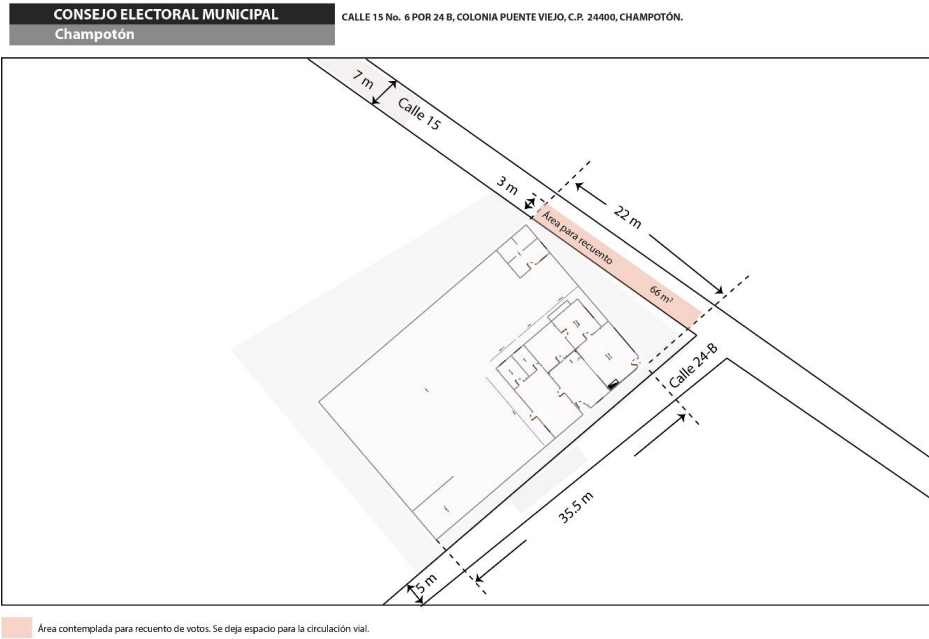 CONSEJO ELECTORAL MUNICIPAL
Champotón
CALLE 15 No. 6 POR 24 B, COLONIA PUENTE VIEJO, C.P. 24400, CHAMPOTÓN.
7 m
Calle 15
3 m
22 m
Área para recuento
66 m²
Calle 24-B
35.5 m
5 m
Área contemplada para recuento de votos. Se deja espacio para la circulación vial.